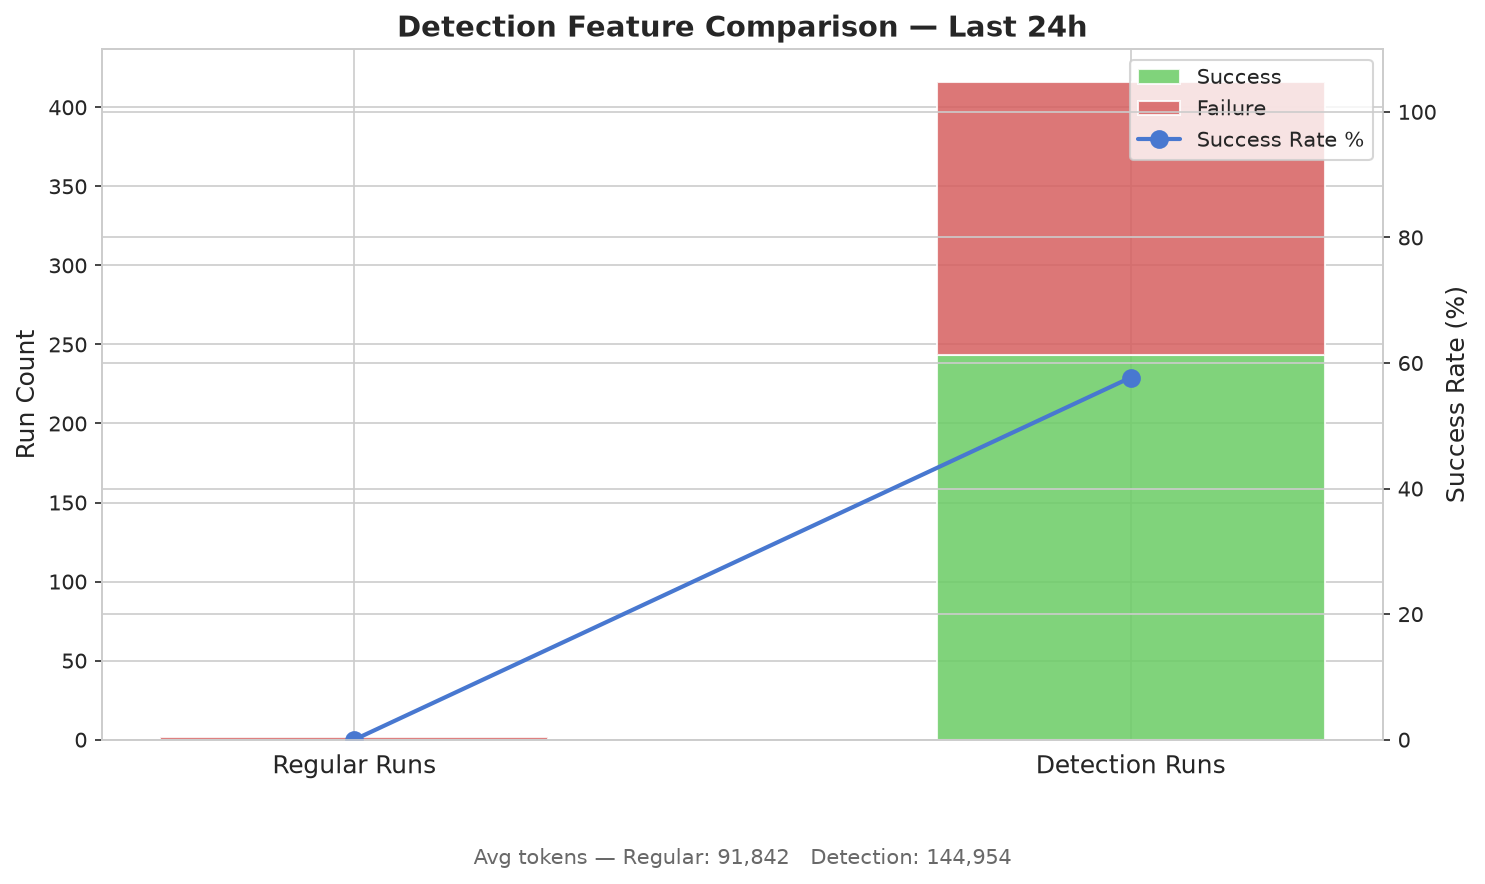 Detection Feature Comparison — Last 24h
Success
Failure
Success Rate %
Run Count
400
350
300
250
200
150
100
50
0
100
80
60
40
20
0
Success Rate (%)
Regular Runs
Detection Runs
Avg tokens — Regular: 91,842   Detection: 144,954